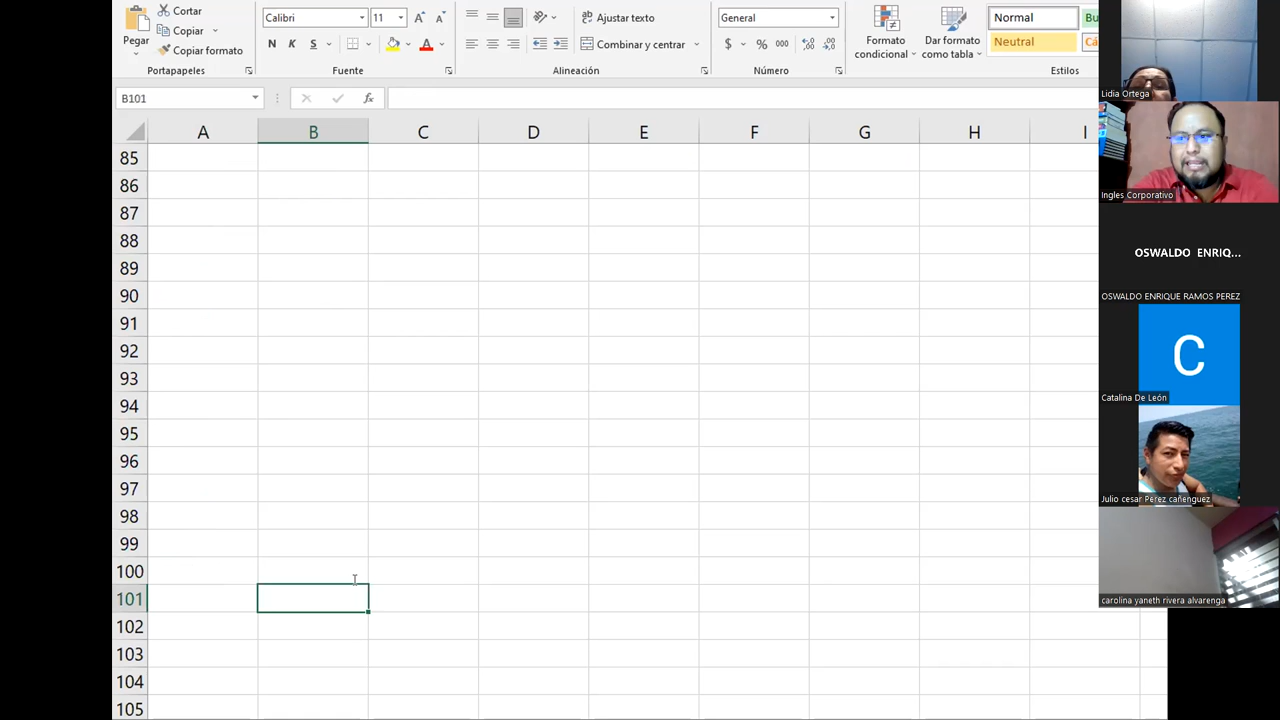 Cortar
Calibri
11
Ajustar texto
General
Normal
Bu
Copiar
Pegar
Copiar formato
N K S
A
Combinar y centrar
$ % 000
Formato condicional
Dar formato como tabla
Neutral
Portapapeles
Fuente
Alineación
Número
Estilos
B101
fx
A B C D E F G H I
85
86
87
88
89
90
91
92
93
94
95
96
97
98
99
100
101
102
103
104
105
Lidia Ortega
Ingles Corporativo
OSWALDO ENRIQ...
OSWALDO ENRIQUE RAMOS PEREZ
C
Catalina De León
Julio cesar Perez cañenguez
carolina yaneth rivera alvarenga